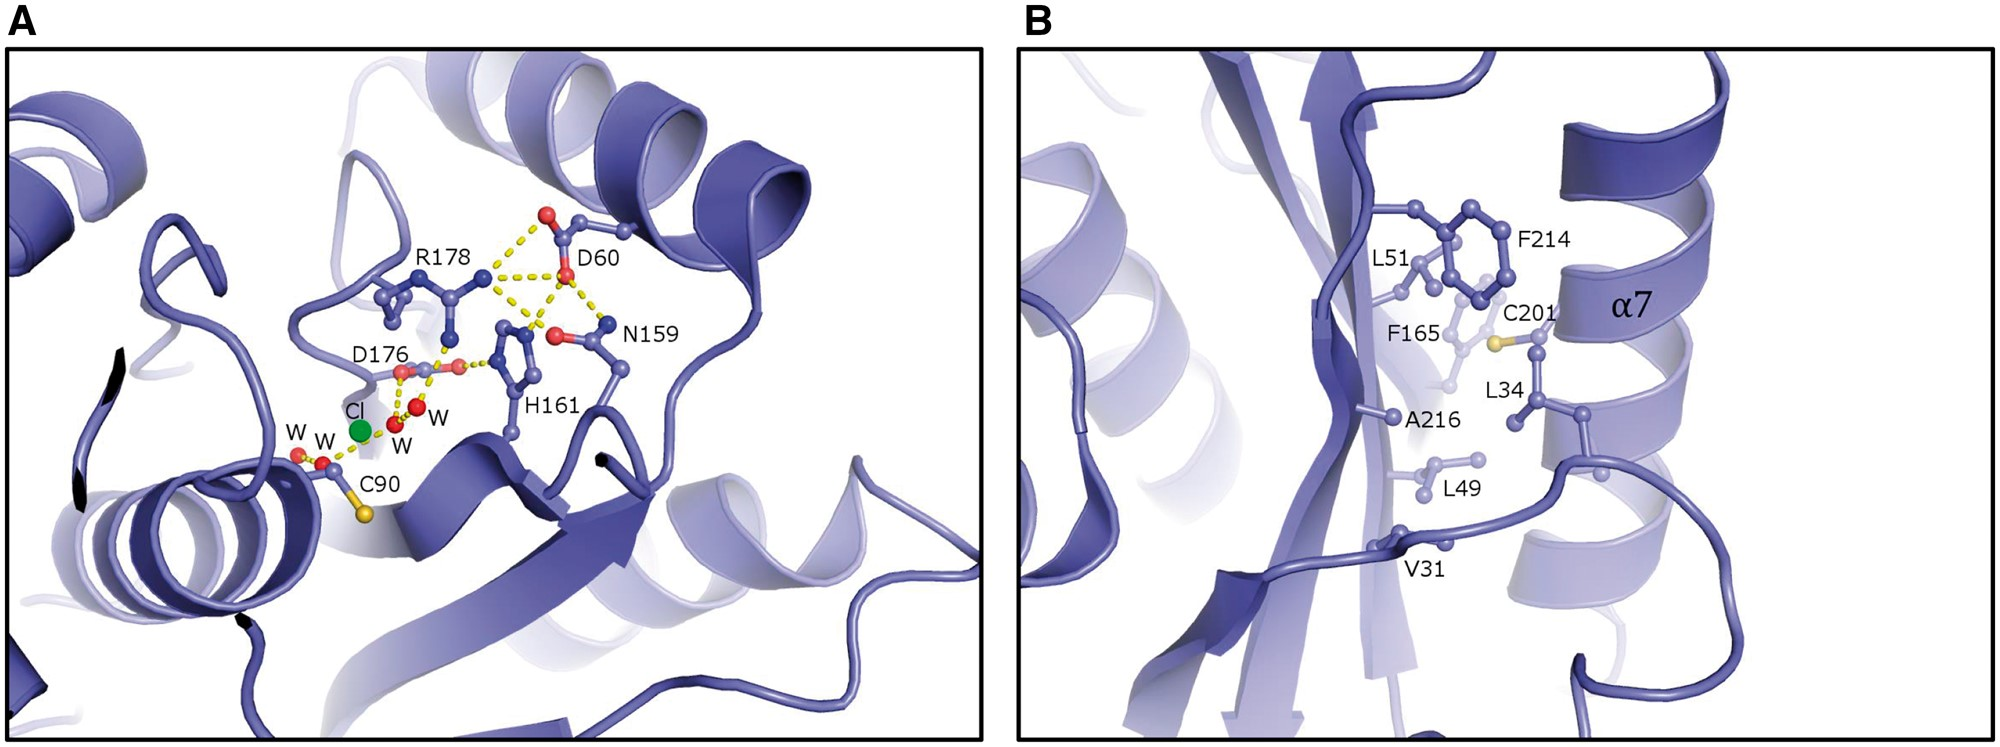 A
B
R178
D60
N159
D176
H161
Cl
W
W
W
W
C90
F214
L51
α7
C201
F165
L34
A216
L49
V31